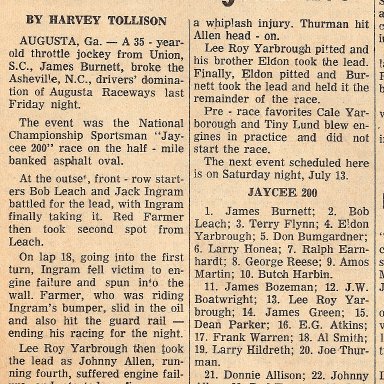 BY HARVEY TOLLISON
AUGUSTA, Ga. — A 35 - year-
old throttle jockey from Union,
S.C., James Burnett, broke the
Asheville, N.C., drivers' domina-
tion of Augusta Raceways last
Friday night.
The event was the National
Championship Sportsman "Jay-
cee 200" race on the half - mile
banked asphalt oval.
At the outset, front - row start-
ers Bob Leach and Jack Ingram
battled for the lead, with Ingram
finally taking it. Red Farmer
then took second spot from
Leach.
On lap 18, going into the first
turn, Ingram fell victim to en-
gine failure and spun into the
wall. Farmer, who was riding
Ingram's bumper, slid in the oil
and also hit the guard rail —
ending his racing for the night.
Lee Roy Yarbrough then took
the lead as Johnny Allen, run-
ning fourth, suffered engine fail-
a whiplash injury. Thurman hit
Allen head - on.
Lee Roy Yarbrough pitted and
his brother Eldon took the lead.
Finally, Eldon pitted and Bur-
nett took the lead and held it the
remainder of the race.
Pre - race favorites Cale Yar-
borough and Tiny Lund blew en-
gines in practice and did not
start the race.
The next event scheduled here
is on Saturday night, July 13.
JAYCEE 200
1. James Burnett; 2. Bob
Leach; 3. Terry Flynn; 4. Eldon
Yarbrough; 5. Don Bumgardner;
6. Larry Honea; 7. Ralph Earn-
hardt; 8. George Reese; 9. Amos
Martin; 10. Butch Harbin.
11. James Bozeman; 12. J.W.
Boatwright; 13. Lee Roy Yar-
brough; 14. James Green; 15.
Dean Parker; 16. E.G. Atkins;
17. Frank Warren; 18. Al Smith;
19. Larry Hildreth; 20. Joe Thur-
man.
21. Donnie Allison; 22. Johnny